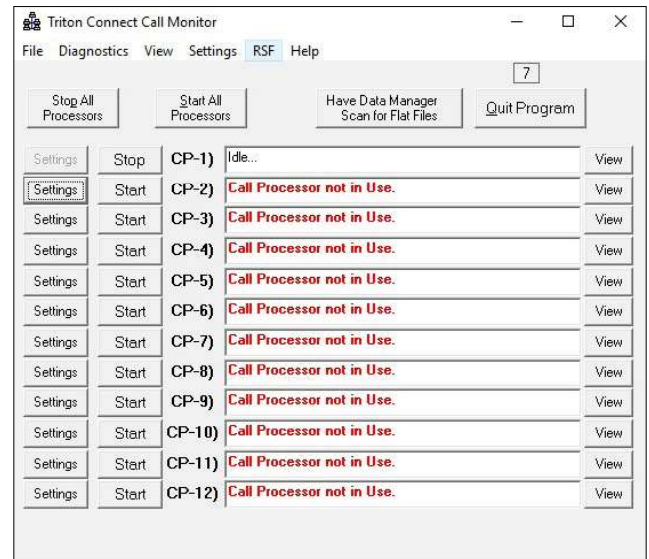 Triton Connect Call Monitor
File Diagnostics View Settings RSF Help
7
Stop All Processors
Start All Processors
Have Data Manager Scan for Flat Files
Quit Program
Settings Stop CP-1) Idle... View
Settings Start CP-2) Call Processor not in Use. View
Settings Start CP-3) Call Processor not in Use. View
Settings Start CP-4) Call Processor not in Use. View
Settings Start CP-5) Call Processor not in Use. View
Settings Start CP-6) Call Processor not in Use. View
Settings Start CP-7) Call Processor not in Use. View
Settings Start CP-8) Call Processor not in Use. View
Settings Start CP-9) Call Processor not in Use. View
Settings Start CP-10) Call Processor not in Use. View
Settings Start CP-11) Call Processor not in Use. View
Settings Start CP-12) Call Processor not in Use. View